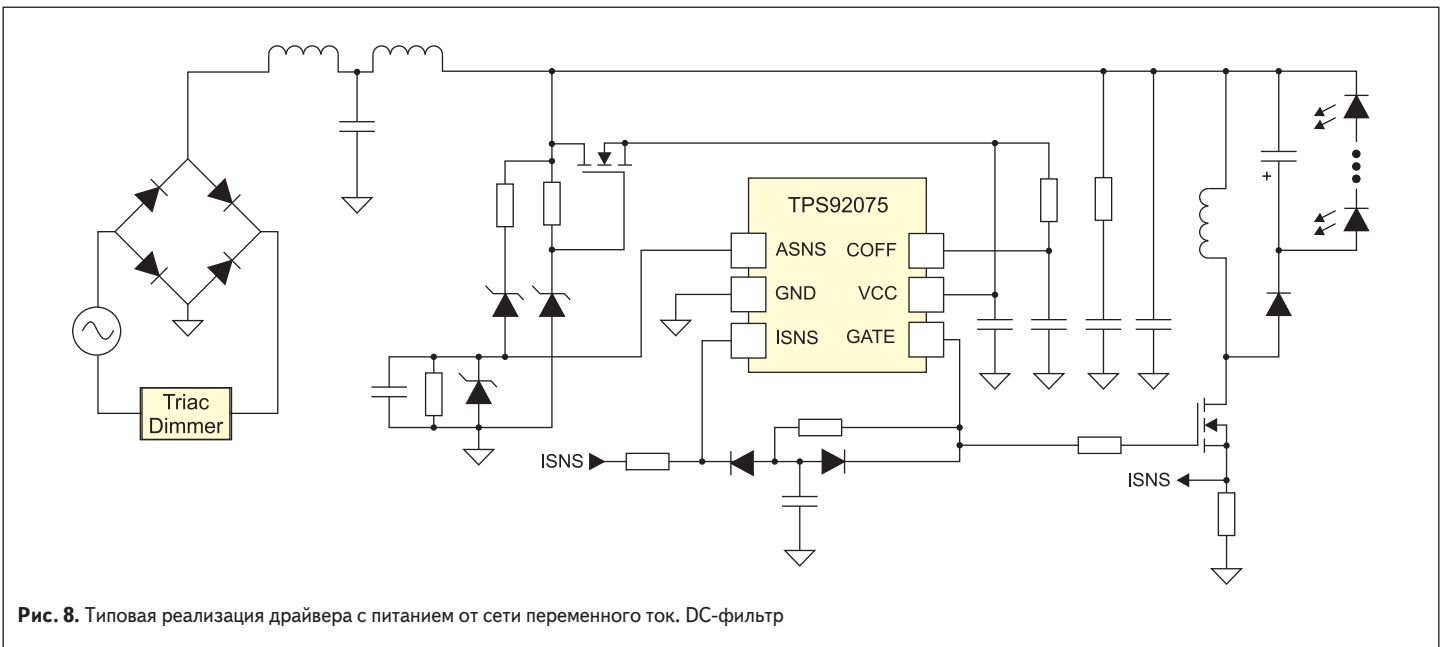 TPS92075
ASNS COFF
GND VCC
ISNS GATE
Triac
Dimmer
ISNS
ISNS
+
Рис. 8. Типовая реализация драйвера с питанием от сети переменного ток. DC-фильтр